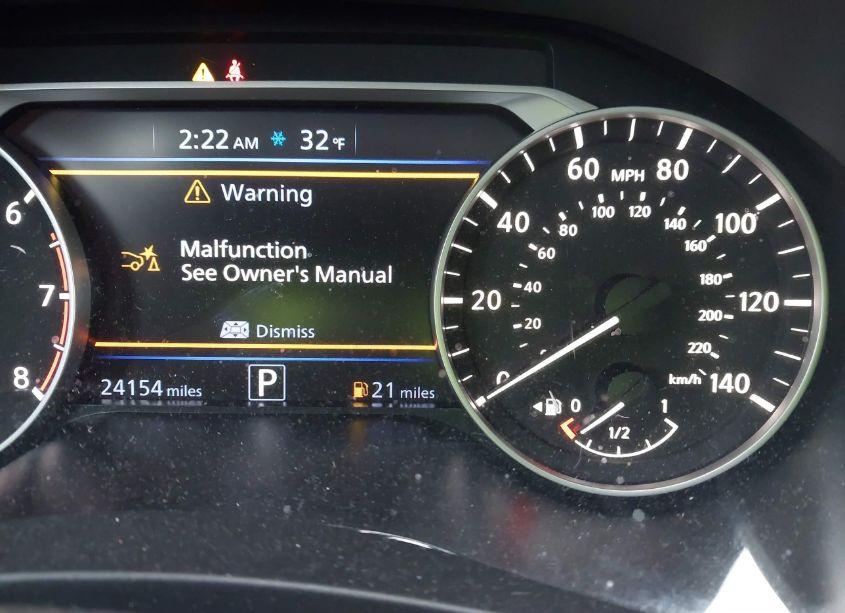 2:22 AM 32°F
Warning
Malfunction
See Owner's Manual
Dismiss
24154 miles P 21 miles
6
7
8
0 20 40 60 80 100 120 140
MPH
20 40 60 80 100 120 140 160 180 200 220
km/h
0 1/2 1